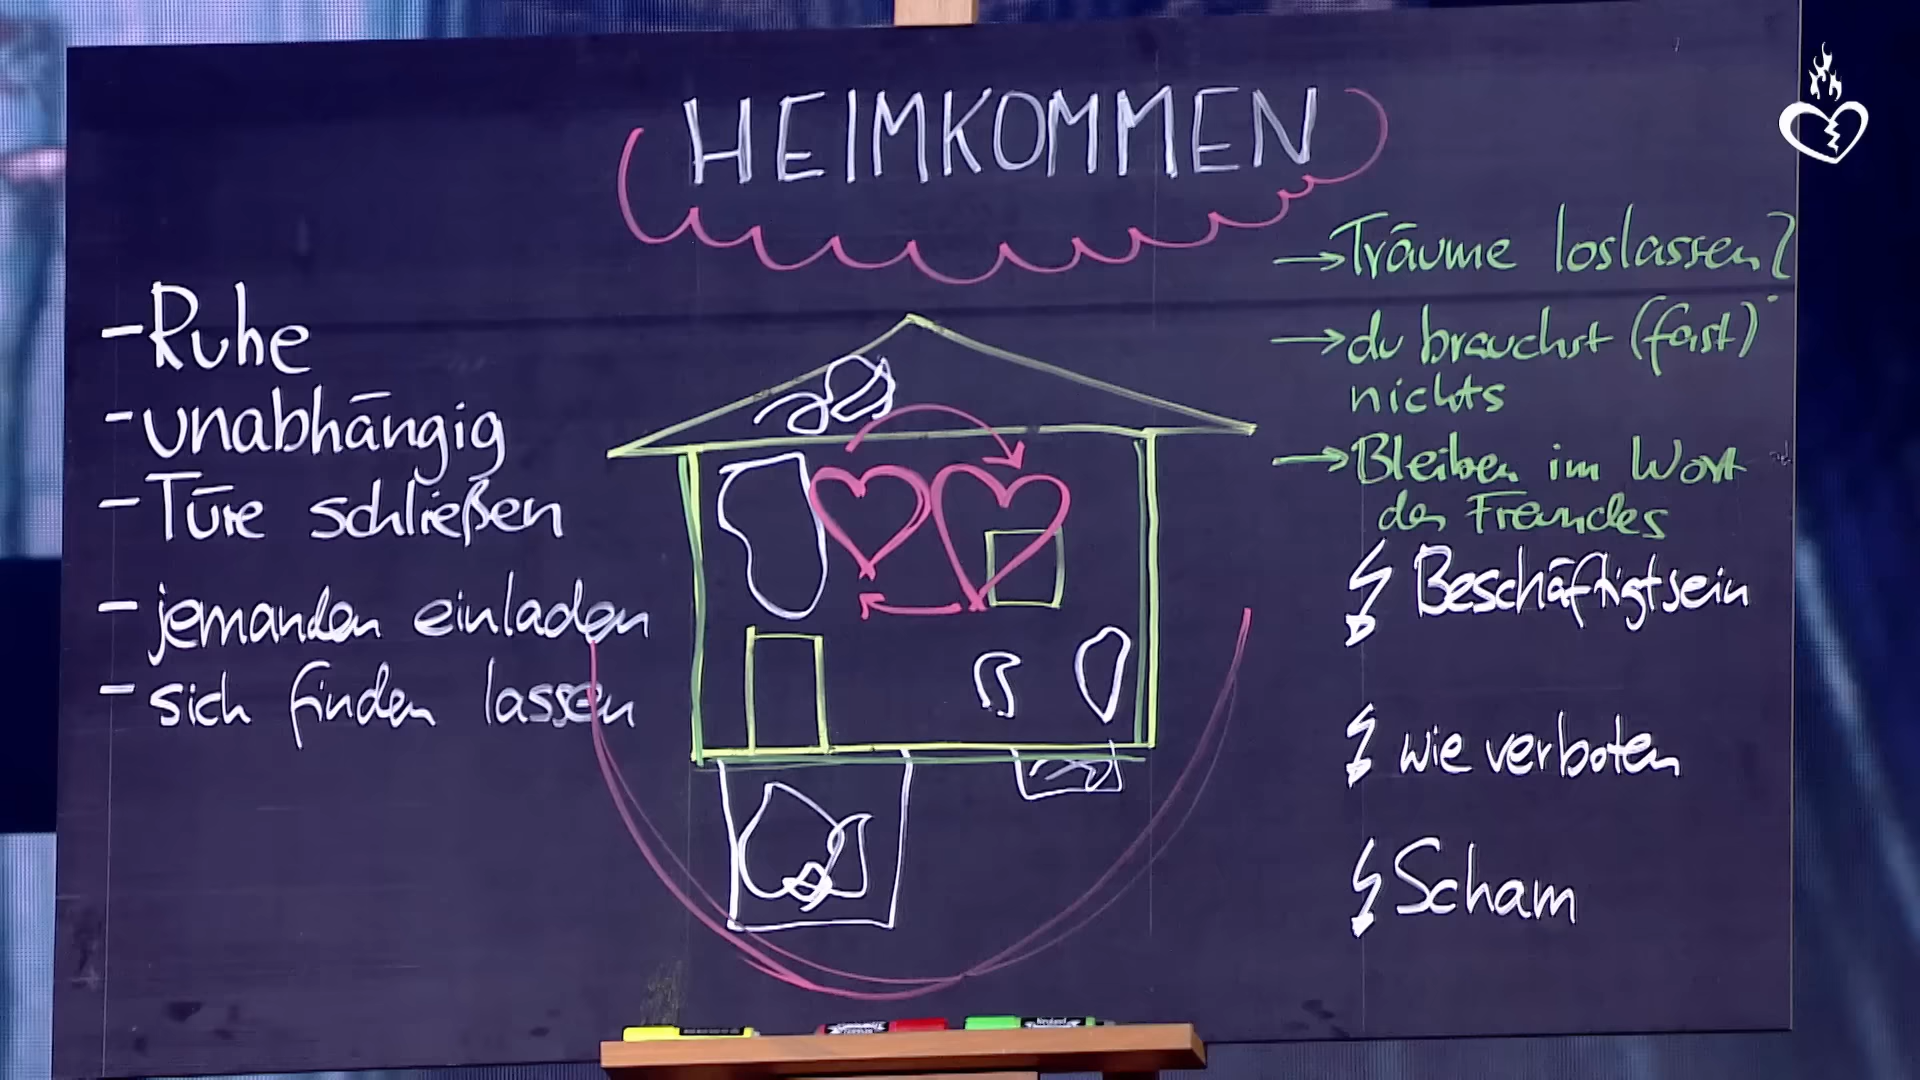 HEIMKOMMEN
- Ruhe
- unabhängig
- Türe schließen
- jemanden einladen
- sich finden lassen
→ Träume loslassen?
→ du brauchst (fast)
nichts
→ Bleiben im Wort
des Freundes
Beschäftigtsein
wie verboten
Scham